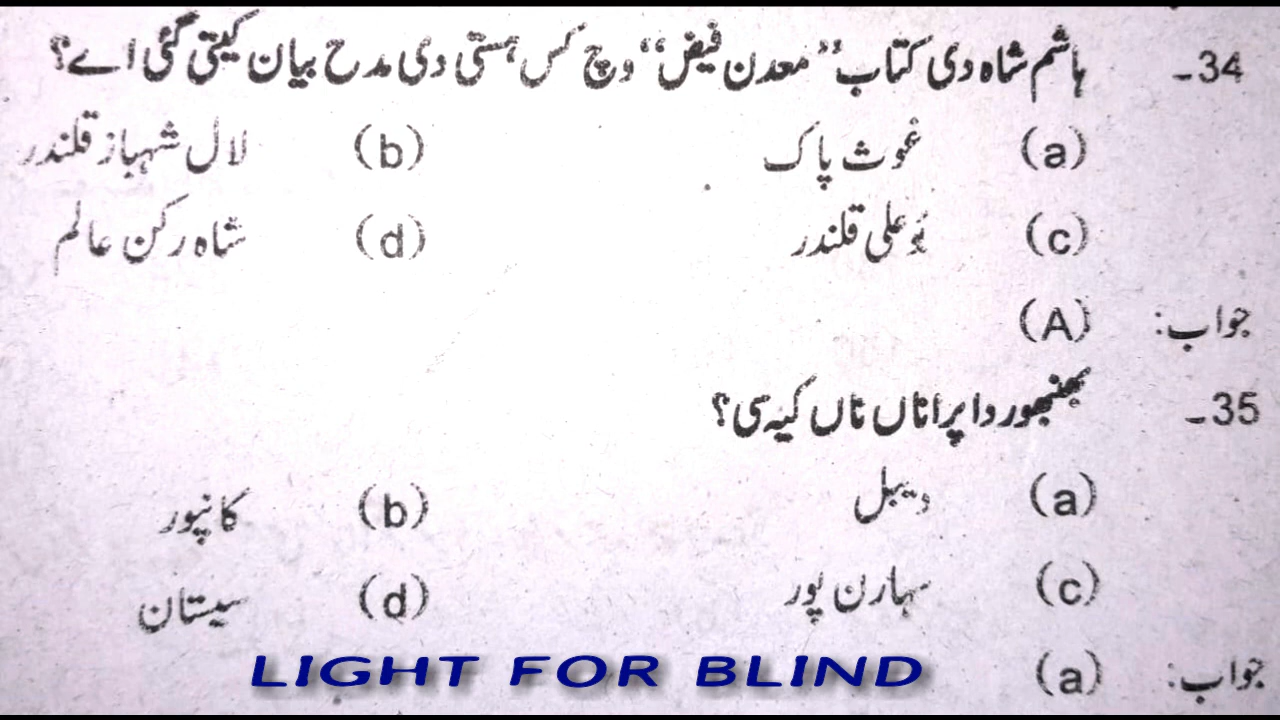 34۔ ہاشم شاہ دی کتاب ”معدن فیض“ وچ کس ہستی دی مدح بیان کیتی گئی اے؟
(a) غوث پاک (b) لال شہباز قلندر
(c) بُوعلی قلندر (d) شاہ رکن عالم
جواب: (A)
35۔ بھنبھور دا پرانا ں ناں کیہ سی؟
(a) دیبل (b) کانپور
(c) سہارن پور (d) سیستان
جواب: (a)
LIGHT FOR BLIND